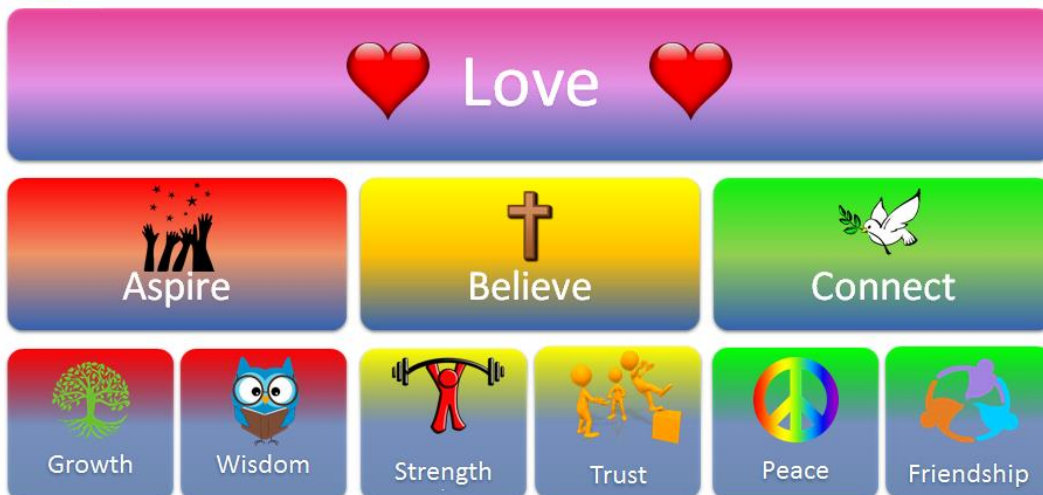 Love
Aspire
Believe
Connect
Growth
Wisdom
Strength
Trust
Peace
Friendship